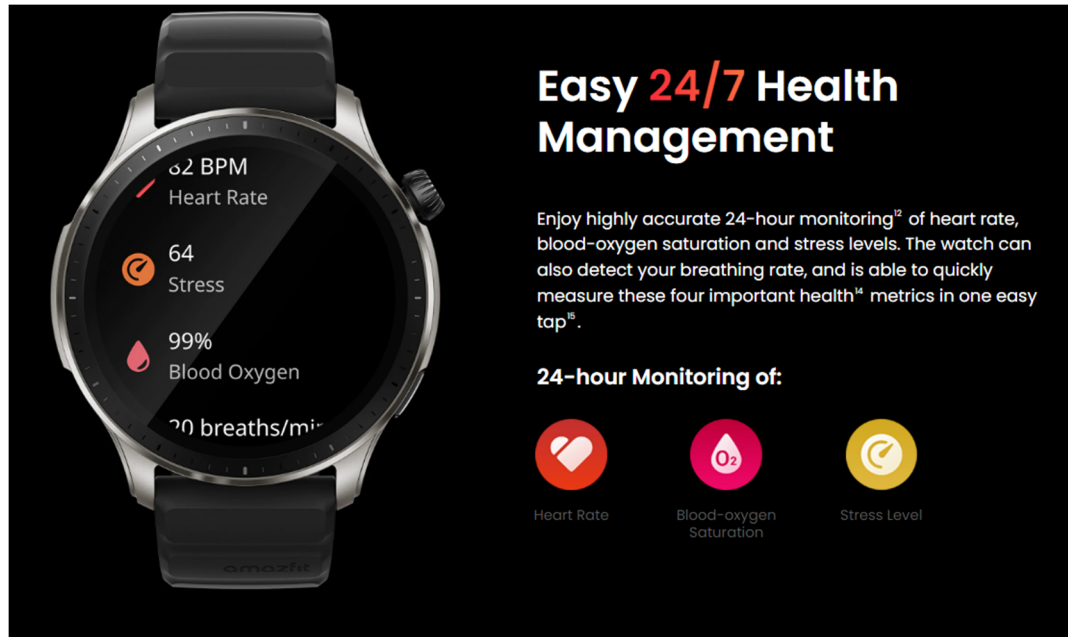 82 BPM
Heart Rate
64
Stress
99%
Blood Oxygen
20 breaths/min
amazfit
Easy 24/7 Health
Management
Enjoy highly accurate 24-hour monitoring¹² of heart rate,
blood-oxygen saturation and stress levels. The watch can
also detect your breathing rate, and is able to quickly
measure these four important health¹⁴ metrics in one easy
tap¹⁵.
24-hour Monitoring of:
O₂
Heart Rate
Blood-oxygen
Saturation
Stress Level